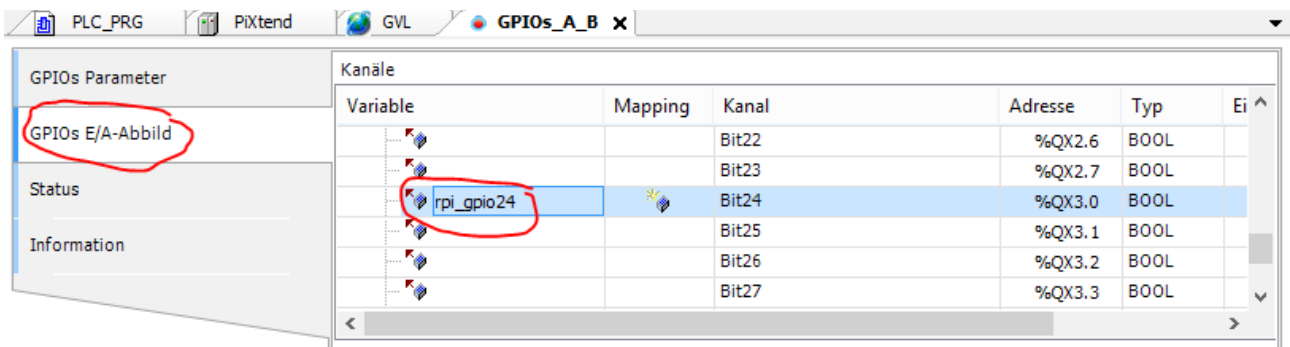 PLC_PRG PiXtend GVL GPIOs_A_B X
GPIOs Parameter
GPIOs E/A-Abbild
Status
Information
Kanäle
Variable Mapping Kanal Adresse Typ Ei
Bit22 %QX2.6 BOOL
Bit23 %QX2.7 BOOL
rpi_gpio24 Bit24 %QX3.0 BOOL
Bit25 %QX3.1 BOOL
Bit26 %QX3.2 BOOL
Bit27 %QX3.3 BOOL